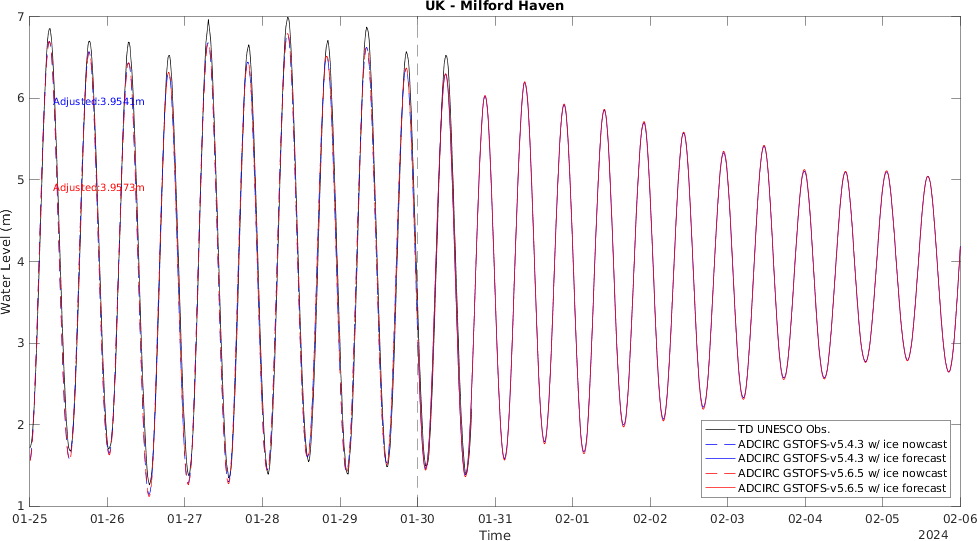 UK - Milford Haven
7
6
5
4
3
2
1
Water Level (m)
Adjusted:3.9541m
Adjusted:3.9573m
TD UNESCO Obs.
ADCIRC GSTOFS-v5.4.3 w/ ice nowcast
ADCIRC GSTOFS-v5.4.3 w/ ice forecast
ADCIRC GSTOFS-v5.6.5 w/ ice nowcast
ADCIRC GSTOFS-v5.6.5 w/ ice forecast
01-25 01-26 01-27 01-28 01-29 01-30 01-31 02-01 02-02 02-03 02-04 02-05 02-06
Time
2024